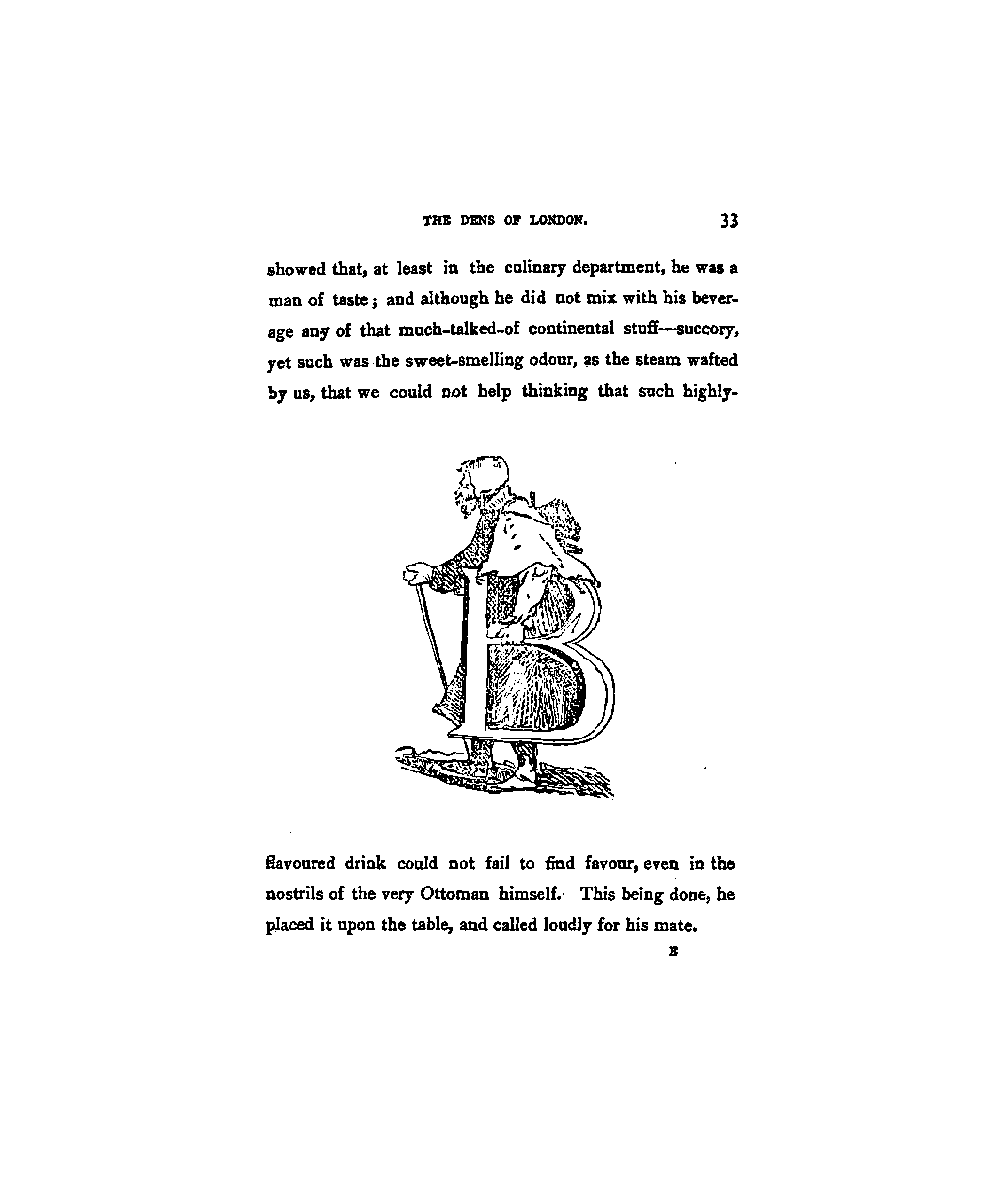 THE DENS OF LONDON. 33
showed that, at least in the culinary department, he was a
man of taste; and although he did not mix with his bever-
age any of that much-talked-of continental stuff—succory,
yet such was the sweet-smelling odour, as the steam wafted
by us, that we could not help thinking that such highly-
B
flavoured drink could not fail to find favour, even in the
nostrils of the very Ottoman himself. This being done, he
placed it upon the table, and called loudly for his mate.
E